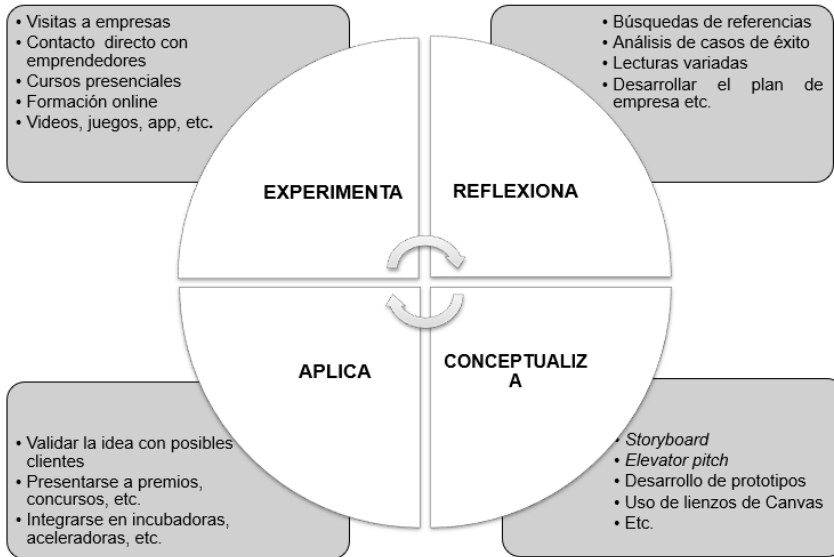 • Visitas a empresas
• Contacto directo con
emprendedores
• Cursos presenciales
• Formación online
• Videos, juegos, app, etc.
• Búsquedas de referencias
• Análisis de casos de éxito
• Lecturas variadas
• Desarrollar el plan de
empresa etc.
EXPERIMENTA
REFLEXIONA
APLICA
CONCEPTUALIZ
A
• Validar la idea con posibles
clientes
• Presentarse a premios,
concursos, etc.
• Integrarse en incubadoras,
aceleradoras, etc.
• Storyboard
• Elevator pitch
• Desarrollo de prototipos
• Uso de lienzos de Canvas
• Etc.